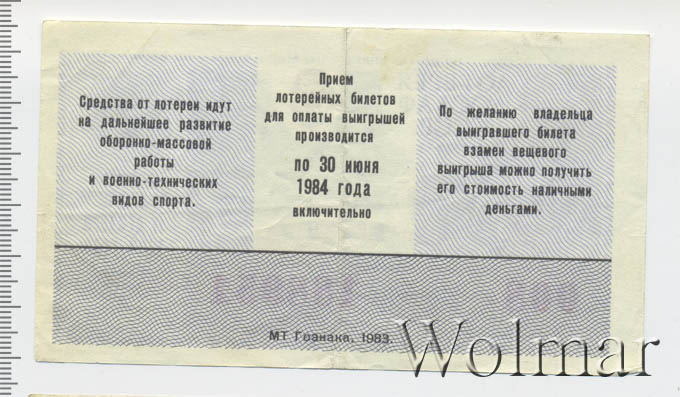 Средства от лотереи идут
на дальнейшее развитие
оборонно-массовой
работы
и военно-технических
видов спорта.
Прием
лотерейных билетов
для оплаты выигрышей
производится
по 30 июня
1984 года
включительно
По желанию владельца
выигравшего билета
взамен вещевого
выигрыша можно получить
его стоимость наличными
деньгами.
МТ Гознака. 1983.
Wolmar